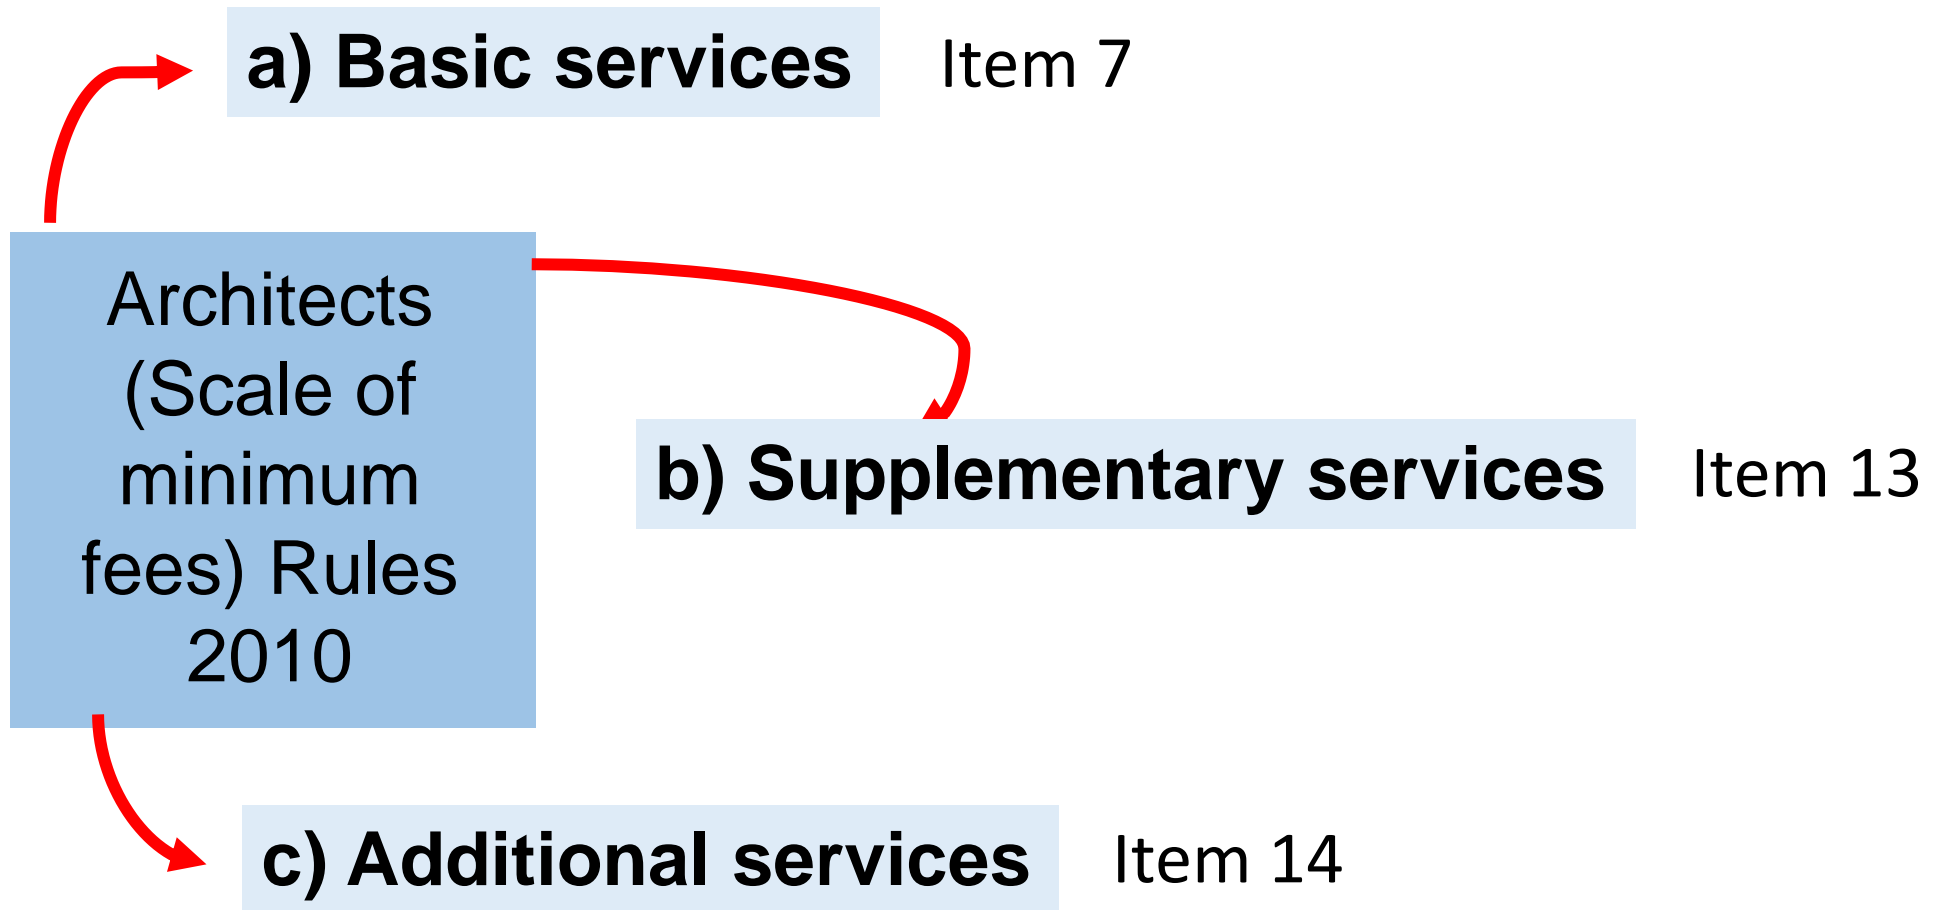 a) Basic services
Item 7
Architects
(Scale of
minimum
fees) Rules
2010
b) Supplementary services
Item 13
c) Additional services
Item 14